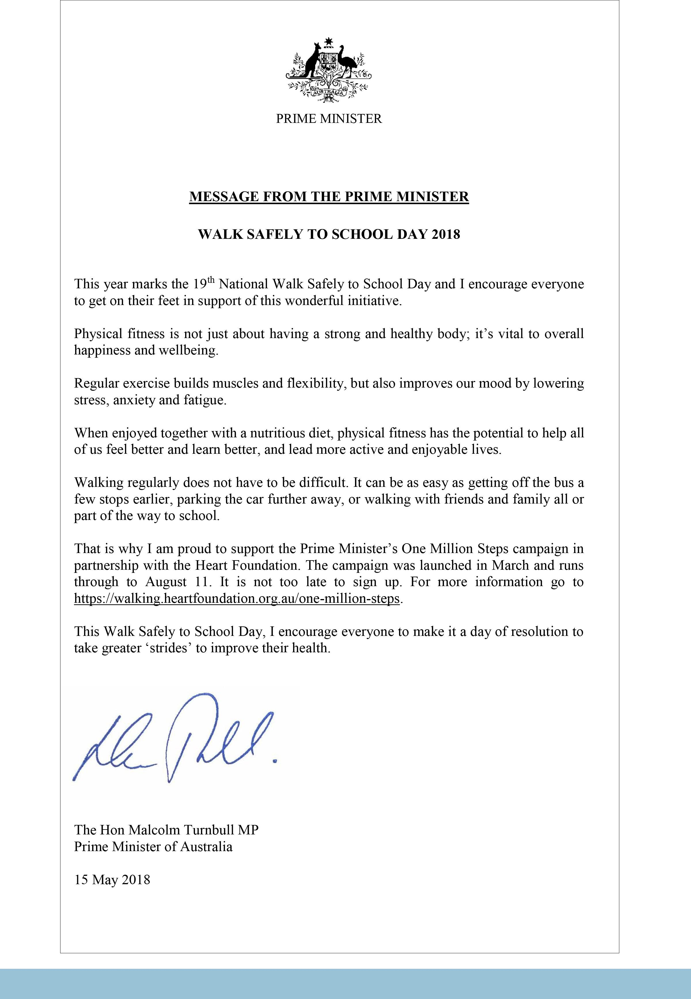 AUSTRALIA
PRIME MINISTER
MESSAGE FROM THE PRIME MINISTER
WALK SAFELY TO SCHOOL DAY 2018
This year marks the 19th National Walk Safely to School Day and I encourage everyone
to get on their feet in support of this wonderful initiative.
Physical fitness is not just about having a strong and healthy body; it’s vital to overall
happiness and wellbeing.
Regular exercise builds muscles and flexibility, but also improves our mood by lowering
stress, anxiety and fatigue.
When enjoyed together with a nutritious diet, physical fitness has the potential to help all
of us feel better and learn better, and lead more active and enjoyable lives.
Walking regularly does not have to be difficult. It can be as easy as getting off the bus a
few stops earlier, parking the car further away, or walking with friends and family all or
part of the way to school.
That is why I am proud to support the Prime Minister’s One Million Steps campaign in
partnership with the Heart Foundation. The campaign was launched in March and runs
through to August 11. It is not too late to sign up. For more information go to
https://walking.heartfoundation.org.au/one-million-steps.
This Walk Safely to School Day, I encourage everyone to make it a day of resolution to
take greater ‘strides’ to improve their health.
The Hon Malcolm Turnbull MP
Prime Minister of Australia
15 May 2018